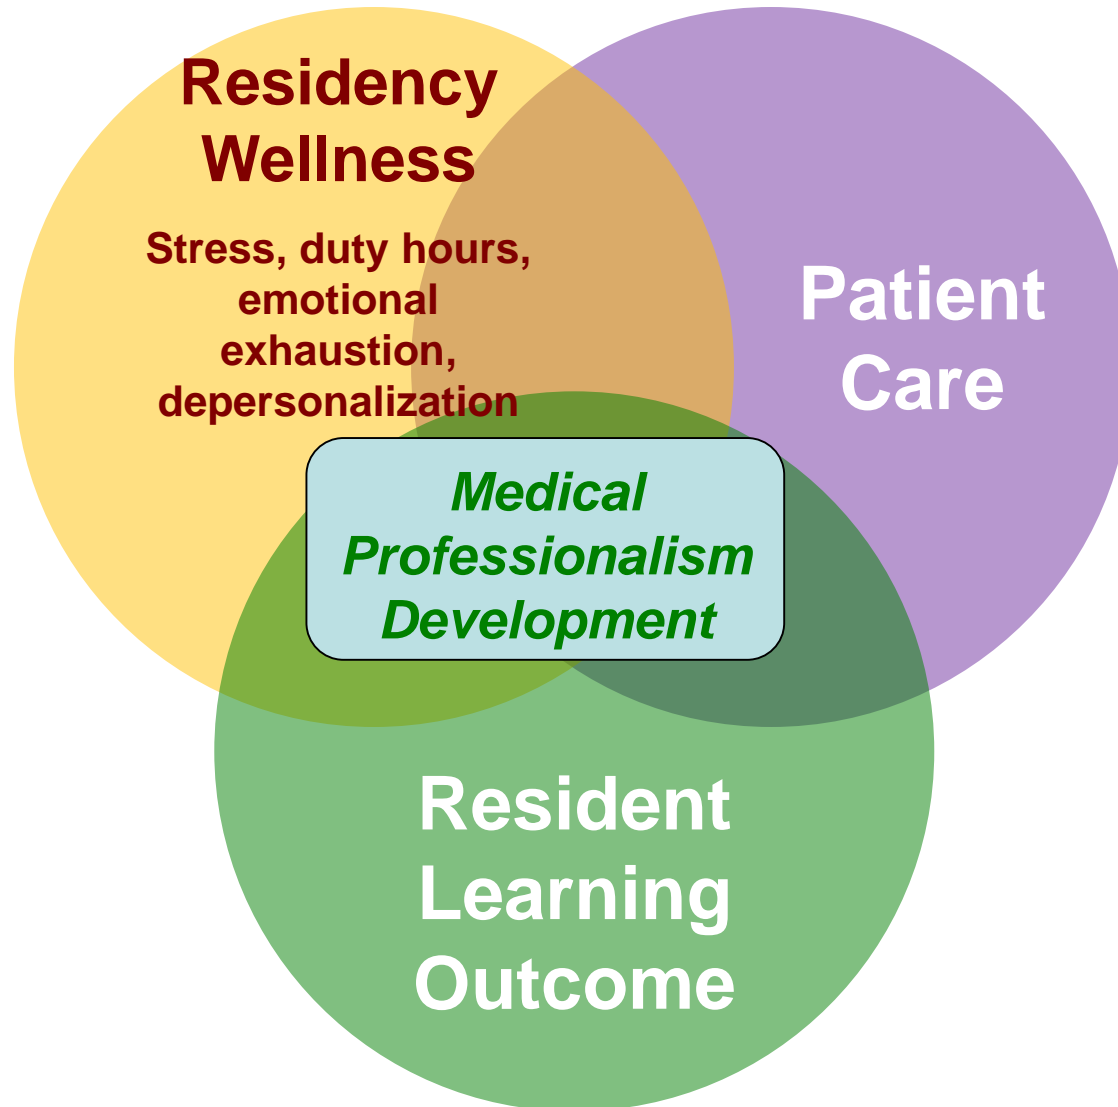 Residency
Wellness
Stress, duty hours,
emotional
exhaustion,
depersonalization
Patient
Care
Medical
Professionalism
Development
Resident
Learning
Outcome